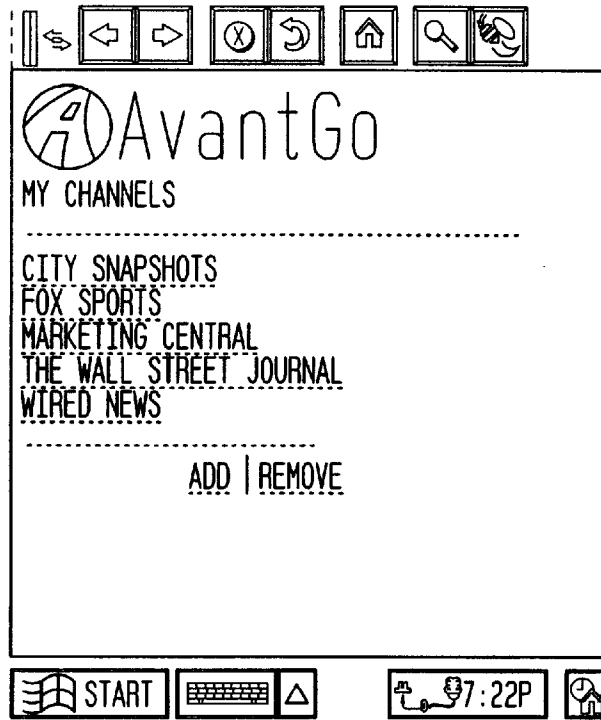 X
AvantGo
MY CHANNELS
CITY SNAPSHOTS
FOX SPORTS
MARKETING CENTRAL
THE WALL STREET JOURNAL
WIRED NEWS
ADD | REMOVE
START 7:22P